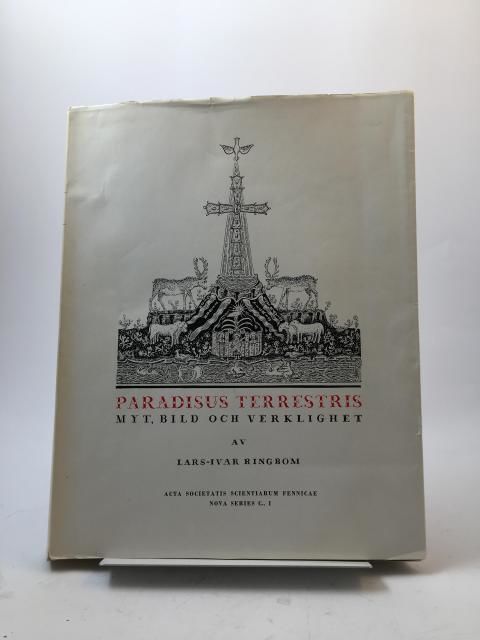 PARADISUS TERRESTRIS
MYT, BILD OCH VERKLIGHET
AV
LARS-IVAR RINGBOM
ACTA SOCIETATIS SCIENTIARUM FENNICAE
NOVA SERIES C., I